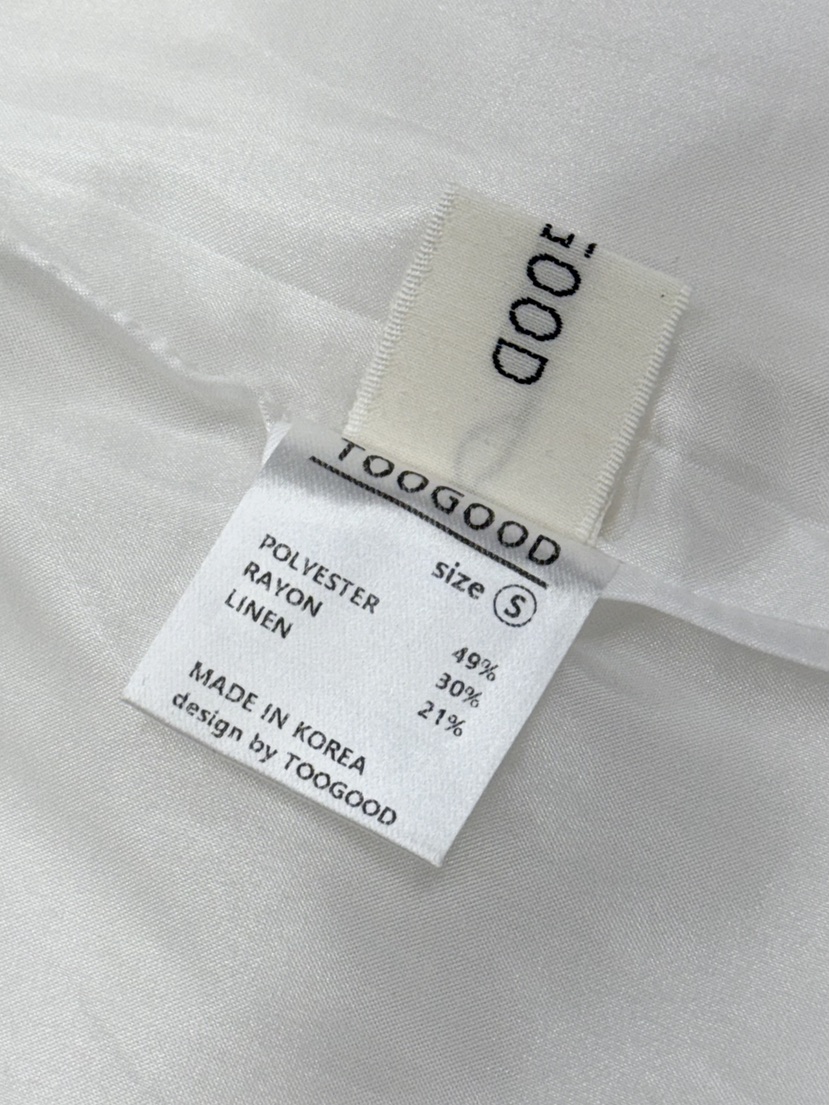 OOD
TOOGOOD
size Ⓢ
POLYESTER 49%
RAYON 30%
LINEN 21%
MADE IN KOREA
design by TOOGOOD